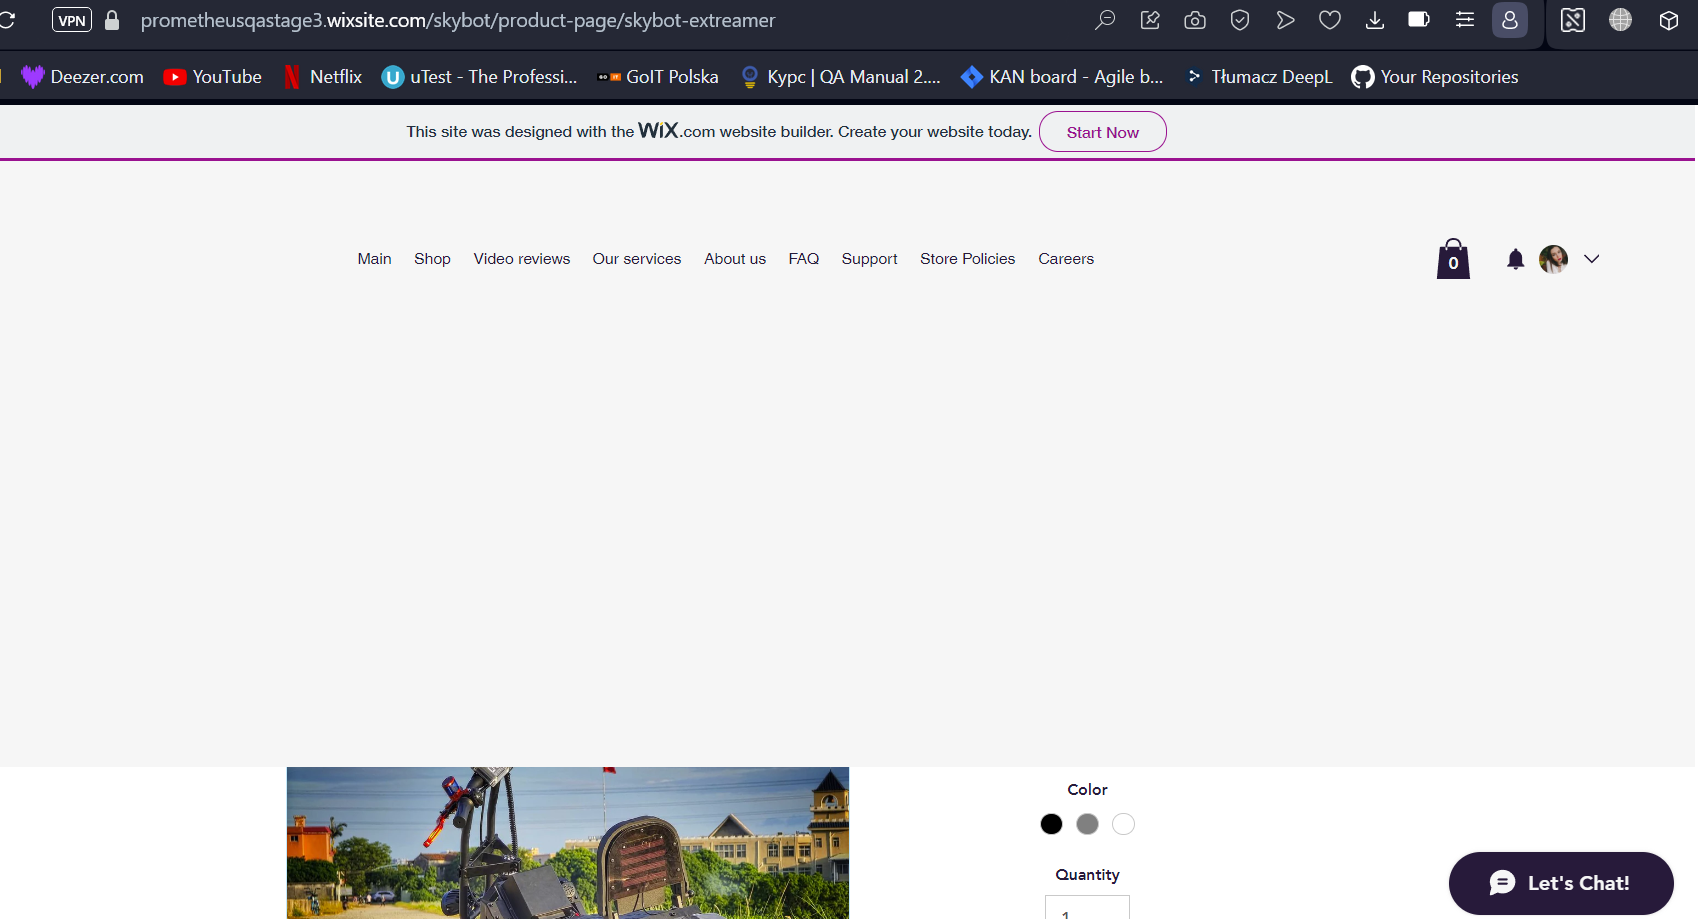 VPN prometheusqastage3.wixsite.com/skybot/product-page/skybot-extreamer
Deezer.com YouTube Netflix uTest - The Professi... GoIT Polska Курс | QA Manual 2.... KAN board - Agile b... Tłumacz DeepL Your Repositories
This site was designed with the WiX.com website builder. Create your website today. Start Now
Main Shop Video reviews Our services About us FAQ Support Store Policies Careers 0
Color
Quantity
1
Let's Chat!